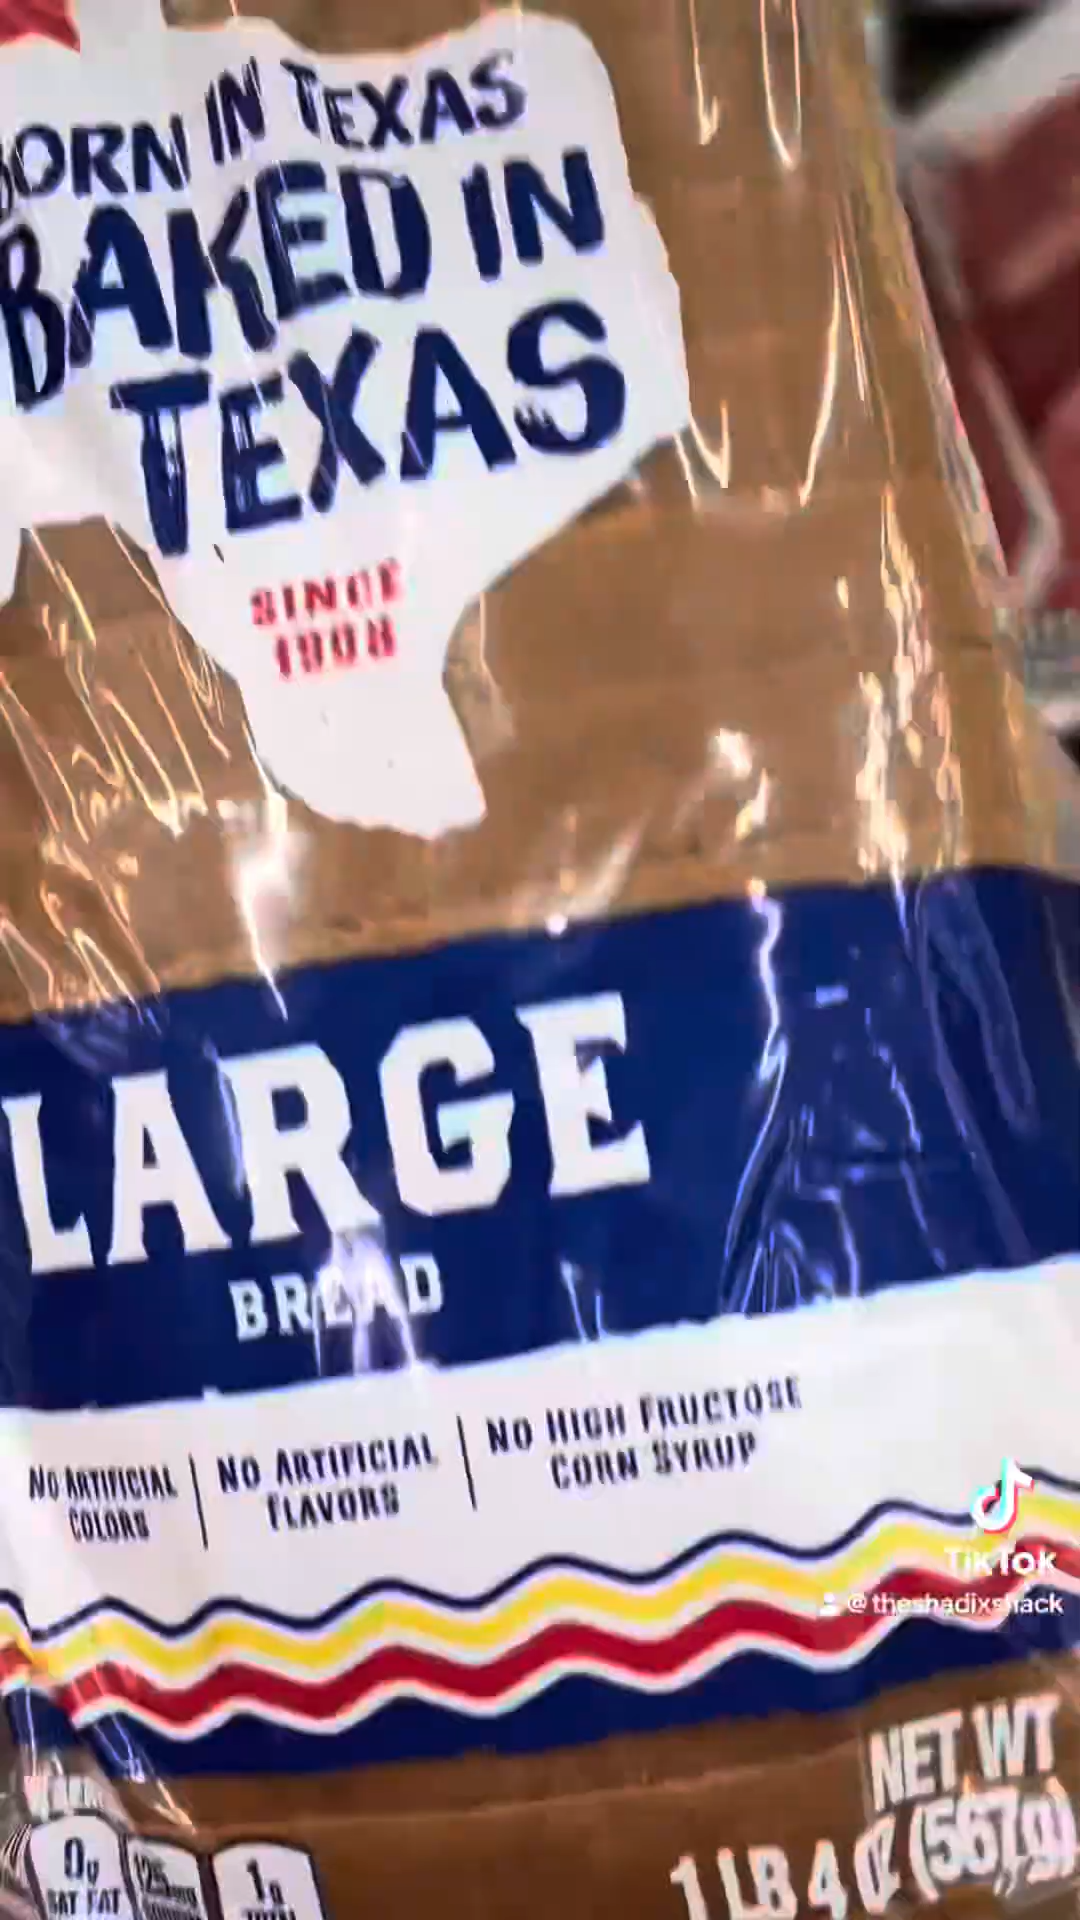 BORN IN TEXAS
BAKED IN
TEXAS
SINCE
1908
LARGE
BREAD
NO ARTIFICIAL
COLORS
NO ARTIFICIAL
FLAVORS
NO HIGH FRUCTOSE
CORN SYRUP
TikTok
@theshadixshack
NET WT
1 LB 4 OZ (567g)
0g
SAT FAT
1g